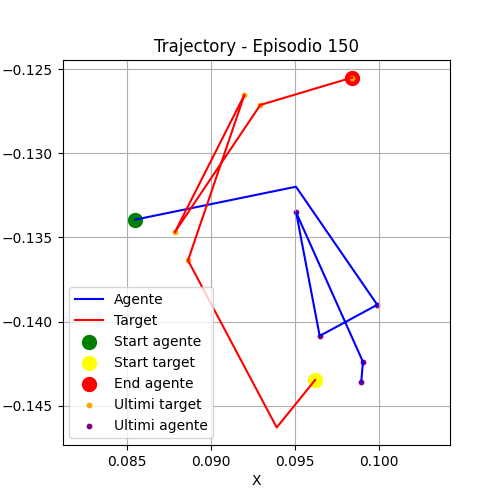 Trajectory - Episodio 150
−0.125
−0.130
−0.135
−0.140
−0.145
Agente
Target
Start agente
Start target
End agente
Ultimi target
Ultimi agente
0.085 0.090 0.095 0.100
X